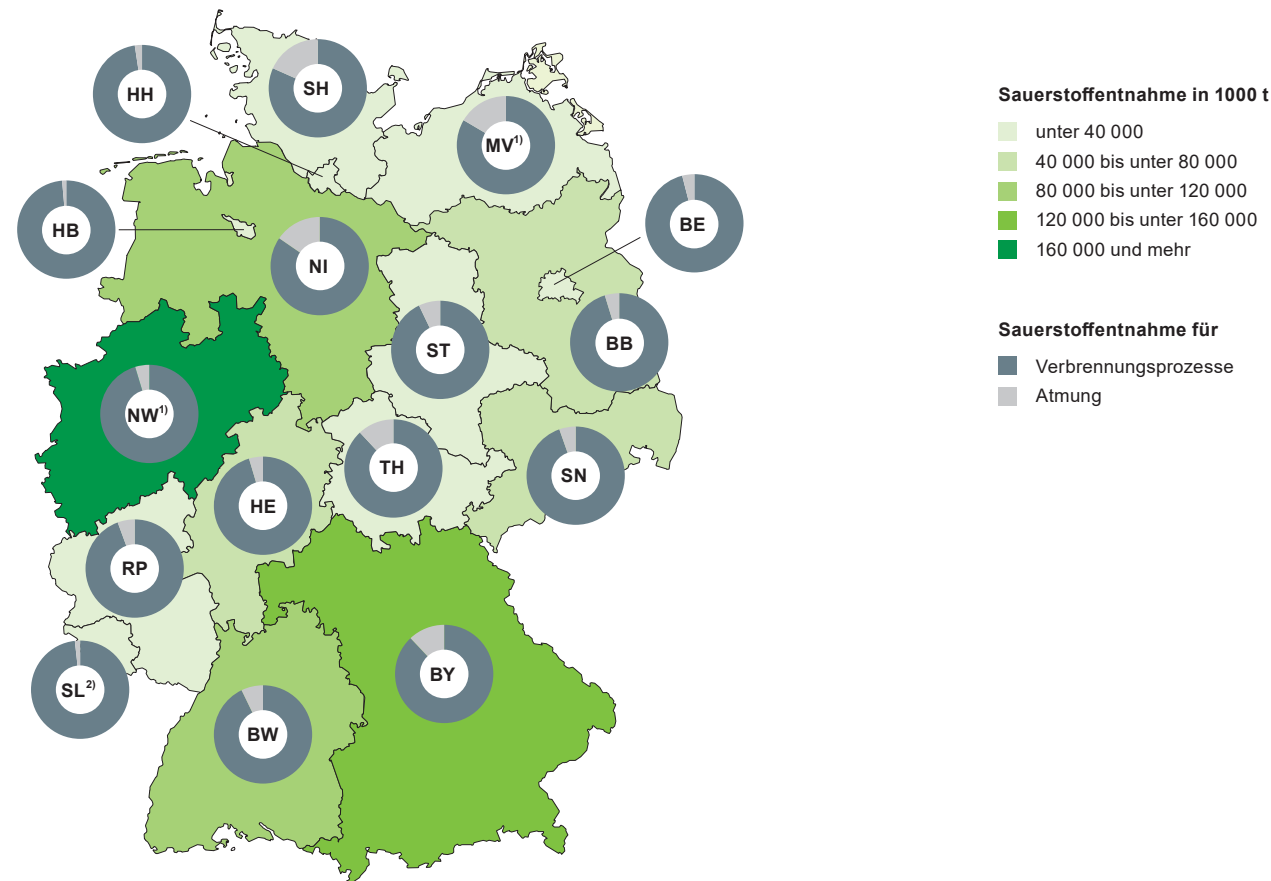 HH
SH
MV¹⁾
HB
BE
NI
ST
BB
NW¹⁾
TH
SN
HE
RP
SL²⁾
BY
BW
Sauerstoffentnahme in 1000 t
unter 40 000
40 000 bis unter 80 000
80 000 bis unter 120 000
120 000 bis unter 160 000
160 000 und mehr
Sauerstoffentnahme für
Verbrennungsprozesse
Atmung